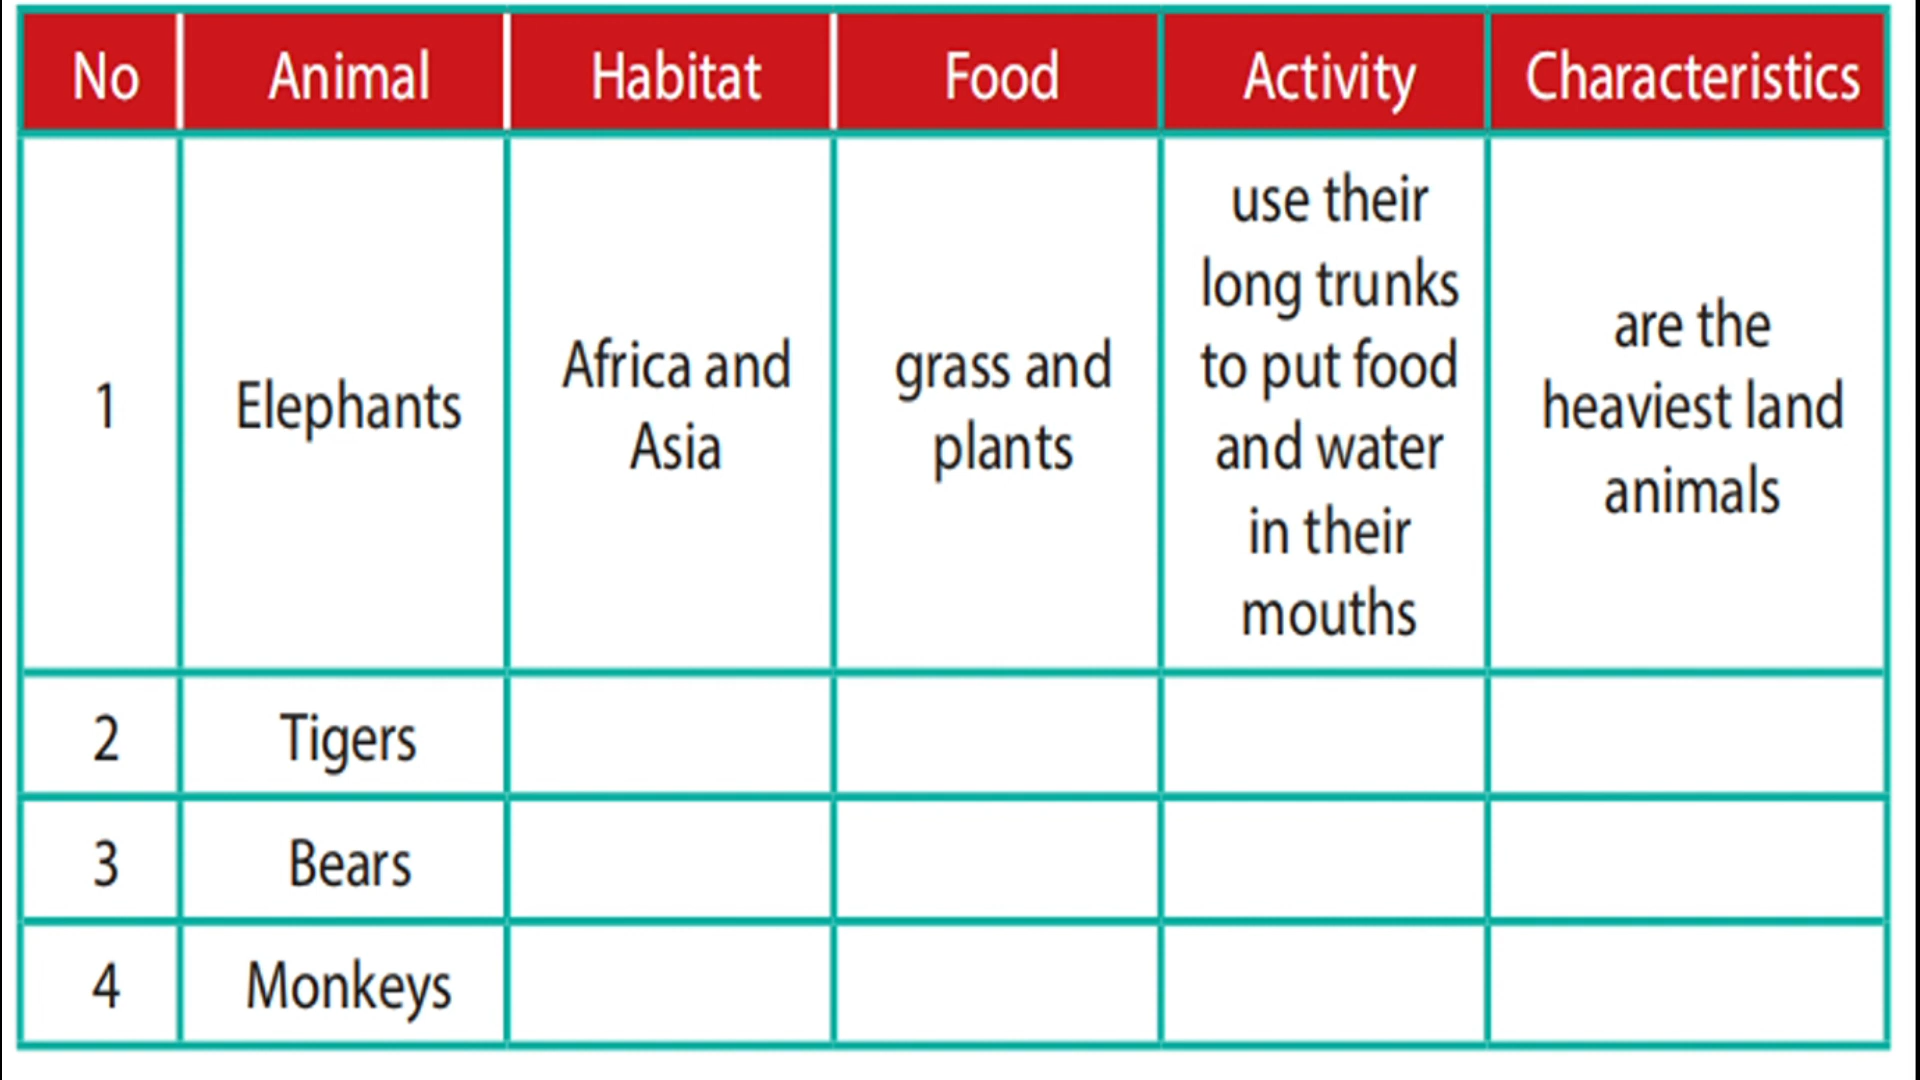 No Animal Habitat Food Activity Characteristics
1 Elephants
Africa and
Asia
grass and
plants
use their
long trunks
to put food
and water
in their
mouths
are the
heaviest land
animals
2 Tigers
3 Bears
4 Monkeys